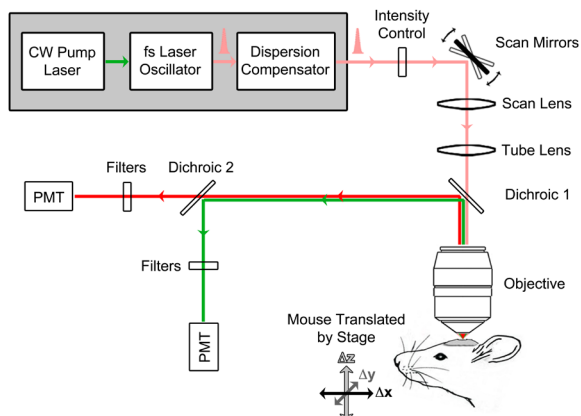 CW Pump
Laser
fs Laser
Oscillator
Dispersion
Compensator
Intensity
Control
Scan Mirrors
Scan Lens
Tube Lens
Dichroic 1
Filters
Dichroic 2
PMT
Filters
PMT
Objective
Mouse Translated
by Stage
Δz
Δy
Δx